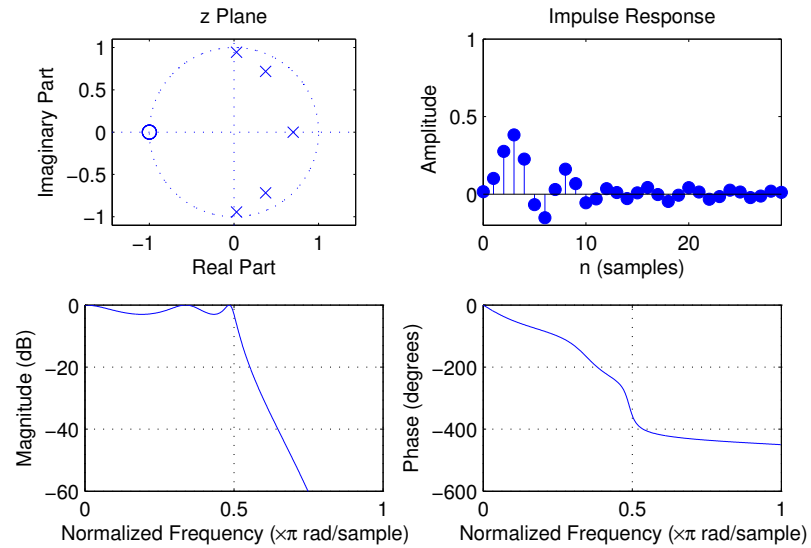 z Plane
1
0.5
0
−0.5
−1
−1 0 1
Imaginary Part
Real Part
Impulse Response
1
0.5
0
0 10 20
Amplitude
n (samples)
0
−20
−40
−60
0 0.5 1
Magnitude (dB)
Normalized Frequency (×π rad/sample)
0
−200
−400
−600
0 0.5 1
Phase (degrees)
Normalized Frequency (×π rad/sample)